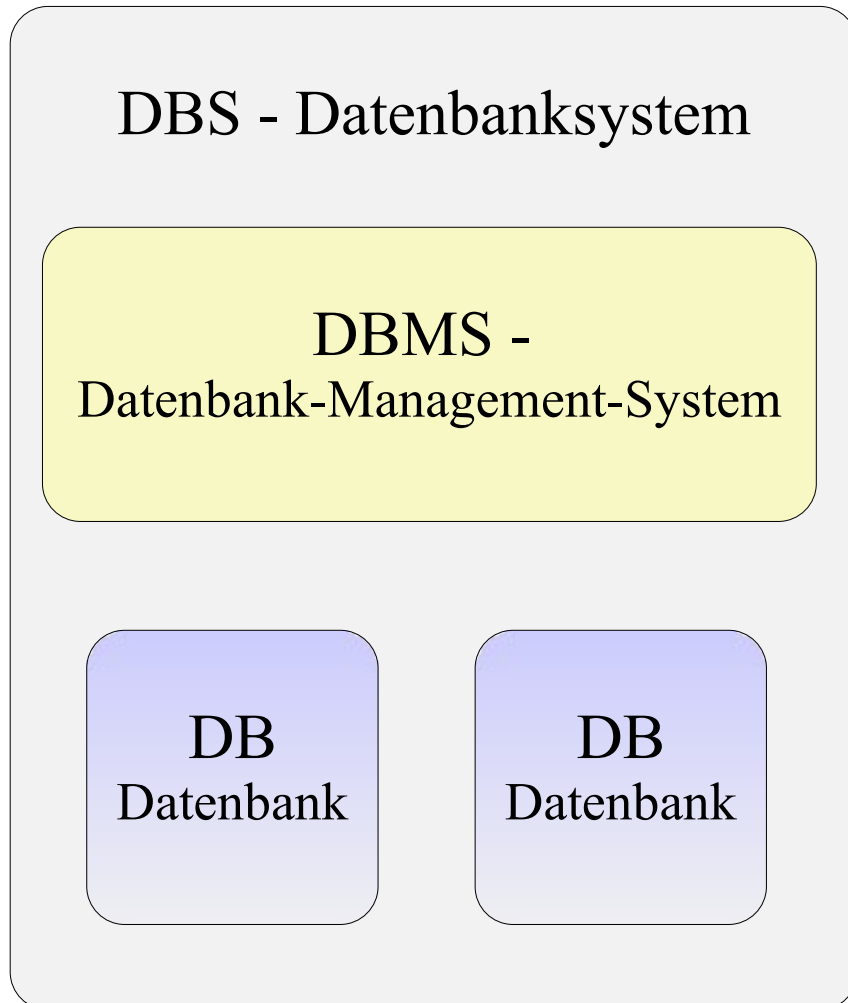 DBS - Datenbanksystem
DBMS -
Datenbank-Management-System
DB
Datenbank
DB
Datenbank